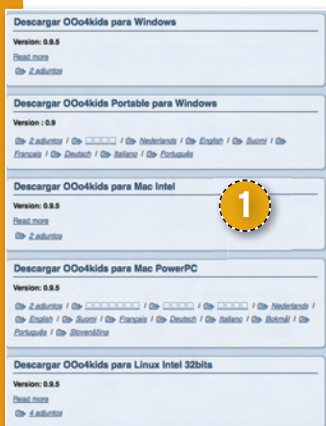 Descargar OOo4kids para Windows
Version: 0.9.5
Read more
2 adjuntos
Descargar OOo4kids Portable para Windows
Version : 0.9
2 adjuntos / □□□□□ / Nederlands / English / Suomi /
Français / Deutsch / Italiano / Português
Descargar OOo4kids para Mac Intel
Version: 0.9.5
Read more
2 adjuntos
1
Descargar OOo4kids para Mac PowerPC
Version: 0.9.5
2 adjuntos / □□□□□□□□ / □□□□□ / □□□□□ / Nederlands /
English / Suomi / Français / Deutsch / Italiano / Bokmål /
Português / Slovenščina
Descargar OOo4kids para Linux Intel 32bits
Version: 0.9.5
Read more
4 adjuntos